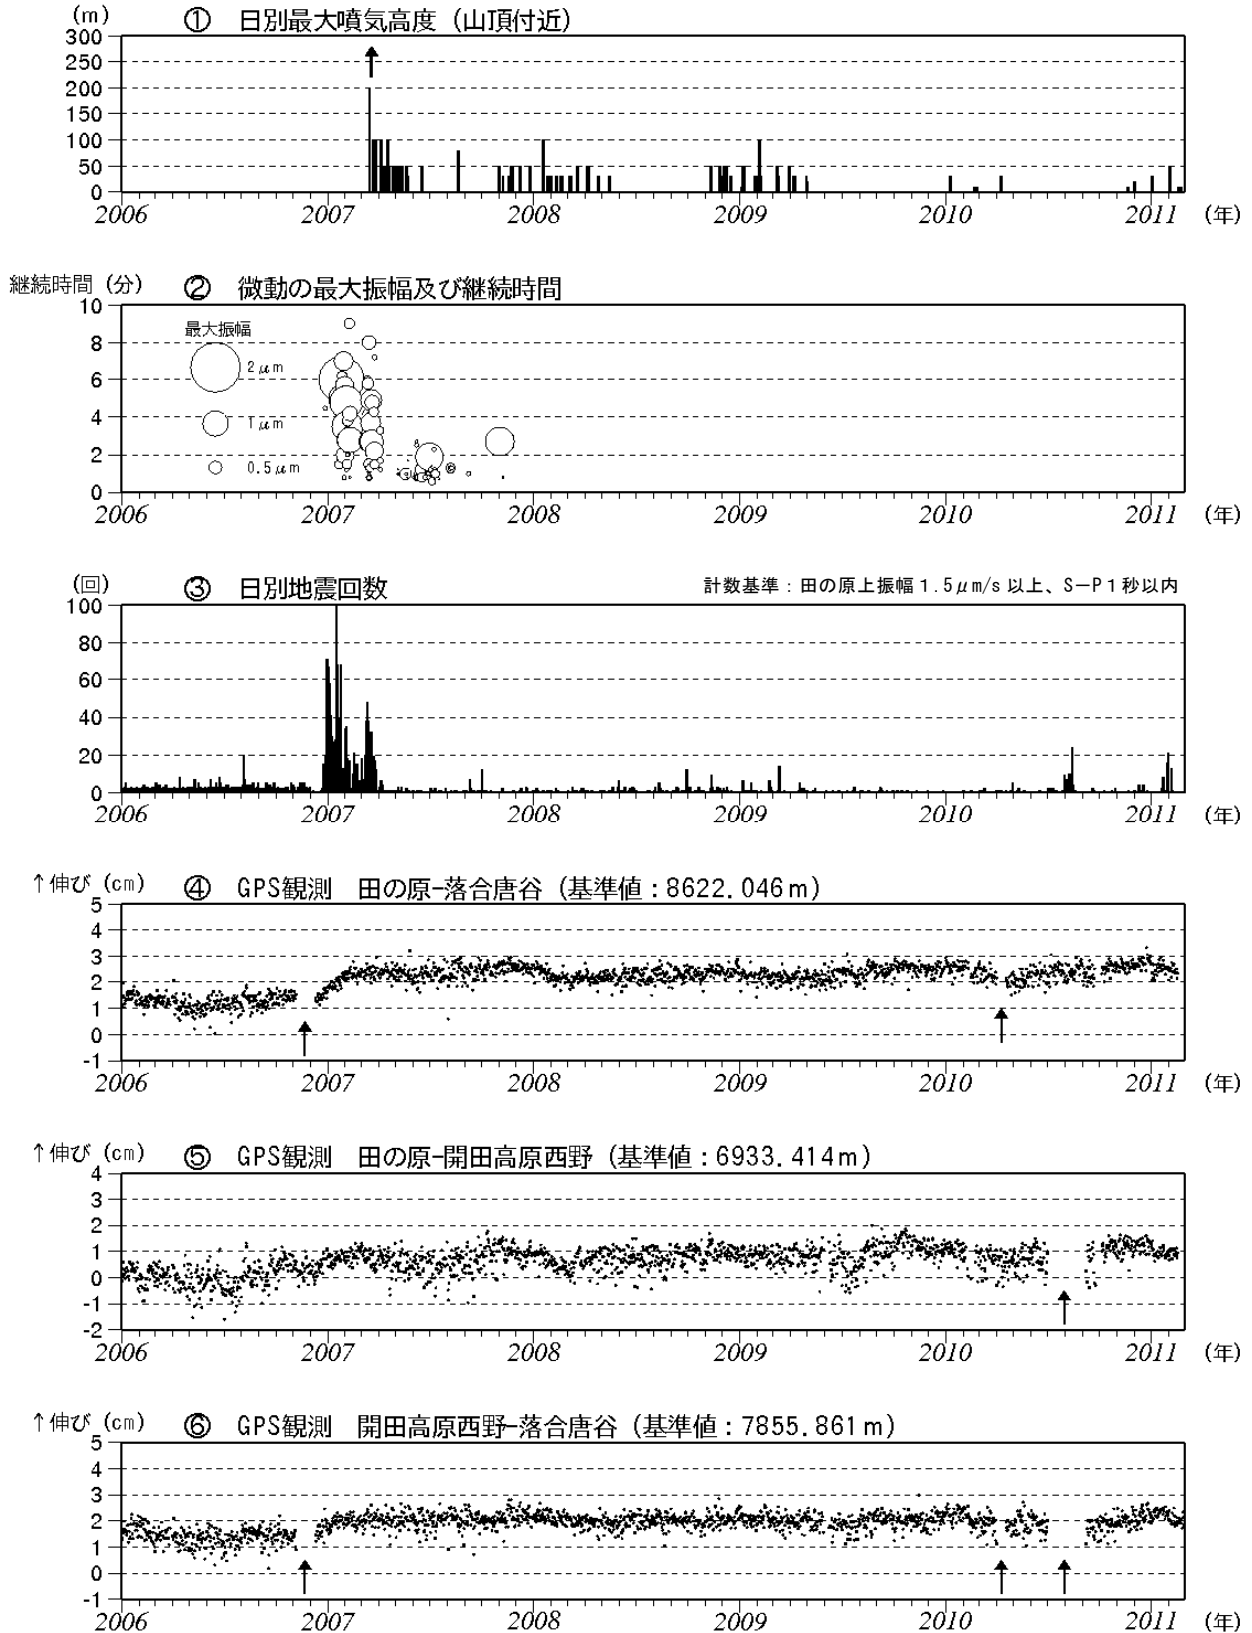 (m) ① 日別最大噴気高度（山頂付近）
300
250
200
150
100
50
0
2006 2007 2008 2009 2010 2011 (年)
継続時間（分） ② 微動の最大振幅及び継続時間
10
最大振幅
8
2μm
6
4
1μm
2
0.5μm
0
2006 2007 2008 2009 2010 2011 (年)
(回) ③ 日別地震回数 計数基準：田の原上振幅1.5μm/s以上、S－P1秒以内
100
80
60
40
20
0
2006 2007 2008 2009 2010 2011 (年)
↑伸び（cm） ④ GPS観測 田の原-落合唐谷（基準値：8622.046m）
5
4
3
2
1
0
-1
2006 2007 2008 2009 2010 2011 (年)
↑伸び（cm） ⑤ GPS観測 田の原-開田高原西野（基準値：6933.414m）
4
3
2
1
0
-1
-2
2006 2007 2008 2009 2010 2011 (年)
↑伸び（cm） ⑥ GPS観測 開田高原西野-落合唐谷（基準値：7855.861m）
5
4
3
2
1
0
-1
2006 2007 2008 2009 2010 2011 (年)